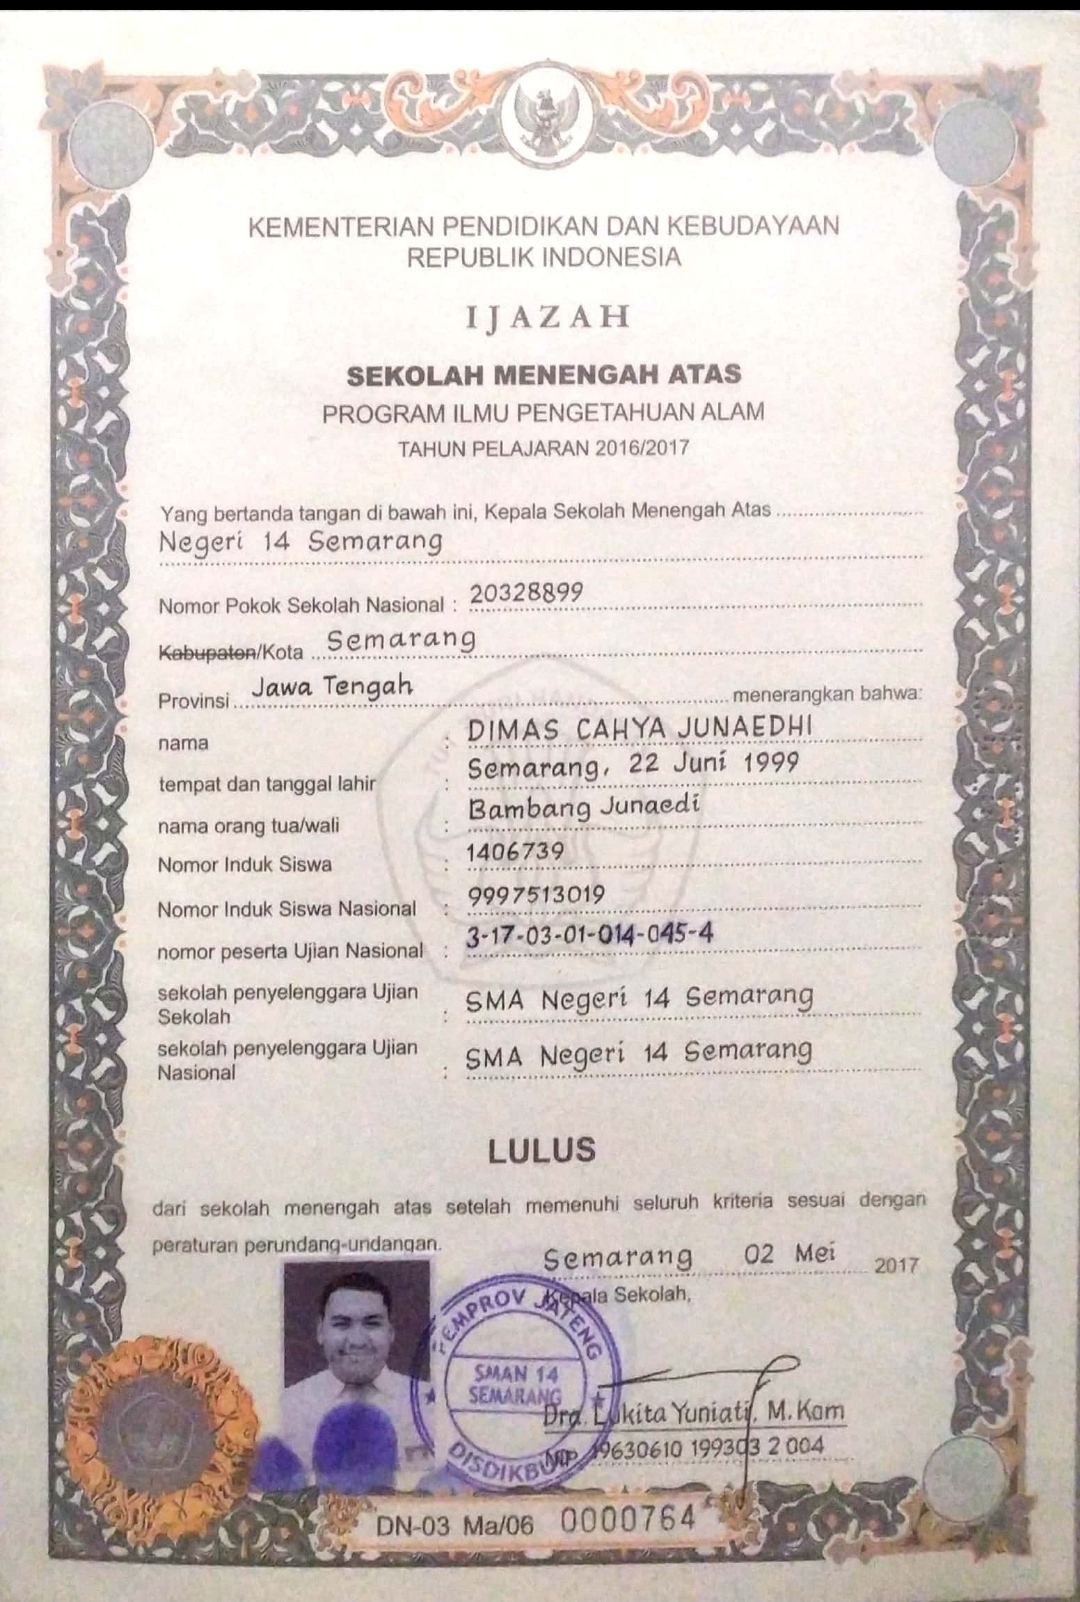 KEMENTERIAN PENDIDIKAN DAN KEBUDAYAAN
REPUBLIK INDONESIA
IJAZAH
SEKOLAH MENENGAH ATAS
PROGRAM ILMU PENGETAHUAN ALAM
TAHUN PELAJARAN 2016/2017
Yang bertanda tangan di bawah ini, Kepala Sekolah Menengah Atas
Negeri 14 Semarang
Nomor Pokok Sekolah Nasional : 20328899
Kabupaten/Kota Semarang
Provinsi Jawa Tengah menerangkan bahwa:
nama : DIMAS CAHYA JUNAEDHI
tempat dan tanggal lahir : Semarang, 22 Juni 1999
nama orang tua/wali : Bambang Junaedi
Nomor Induk Siswa : 1406739
Nomor Induk Siswa Nasional : 9997513019
nomor peserta Ujian Nasional : 3-17-03-01-014-045-4
sekolah penyelenggara Ujian
Sekolah : SMA Negeri 14 Semarang
sekolah penyelenggara Ujian
Nasional : SMA Negeri 14 Semarang
LULUS
dari sekolah menengah atas setelah memenuhi seluruh kriteria sesuai dengan
peraturan perundang-undangan.
Semarang 02 Mei 2017
Kepala Sekolah,
PEMPROV JATENG
SMAN 14
SEMARANG
DISDIKBUD
Dra. Lukita Yuniati, M.Kom
NIP 19630610 199303 2 004
DN-03 Ma/06 0000764